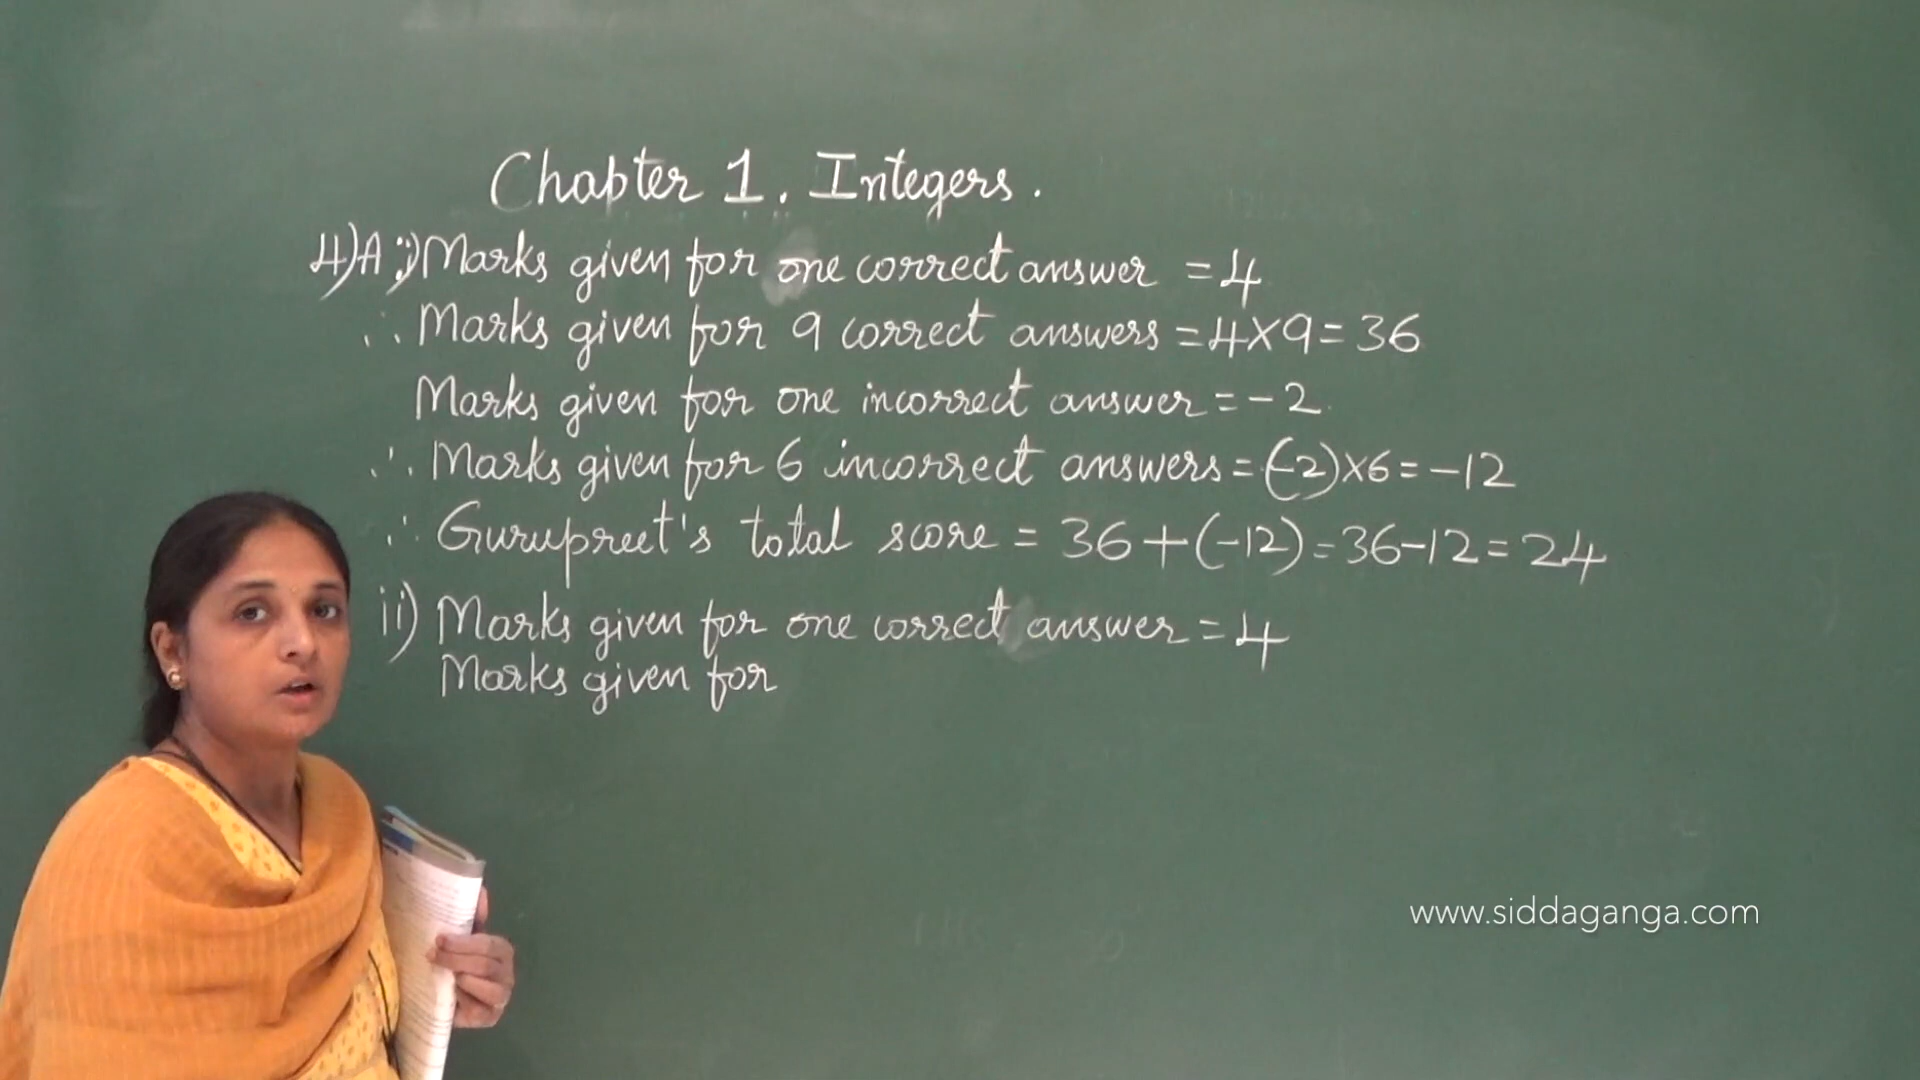 Chapter 1. Integers.
4)A i) Marks given for one correct answer = 4
∴ Marks given for 9 correct answers = 4×9 = 36
Marks given for one incorrect answer = -2
∴ Marks given for 6 incorrect answers = (-2)×6 = -12
∴ Gurupreet's total score = 36+(-12) = 36-12 = 24
ii) Marks given for one correct answer = 4
Marks given for
www.siddaganga.com